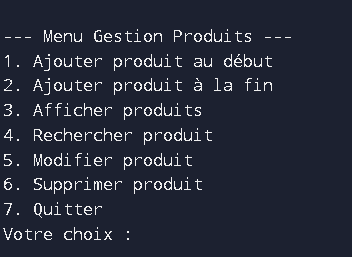 --- Menu Gestion Produits ---
1. Ajouter produit au début
2. Ajouter produit à la fin
3. Afficher produits
4. Rechercher produit
5. Modifier produit
6. Supprimer produit
7. Quitter
Votre choix :